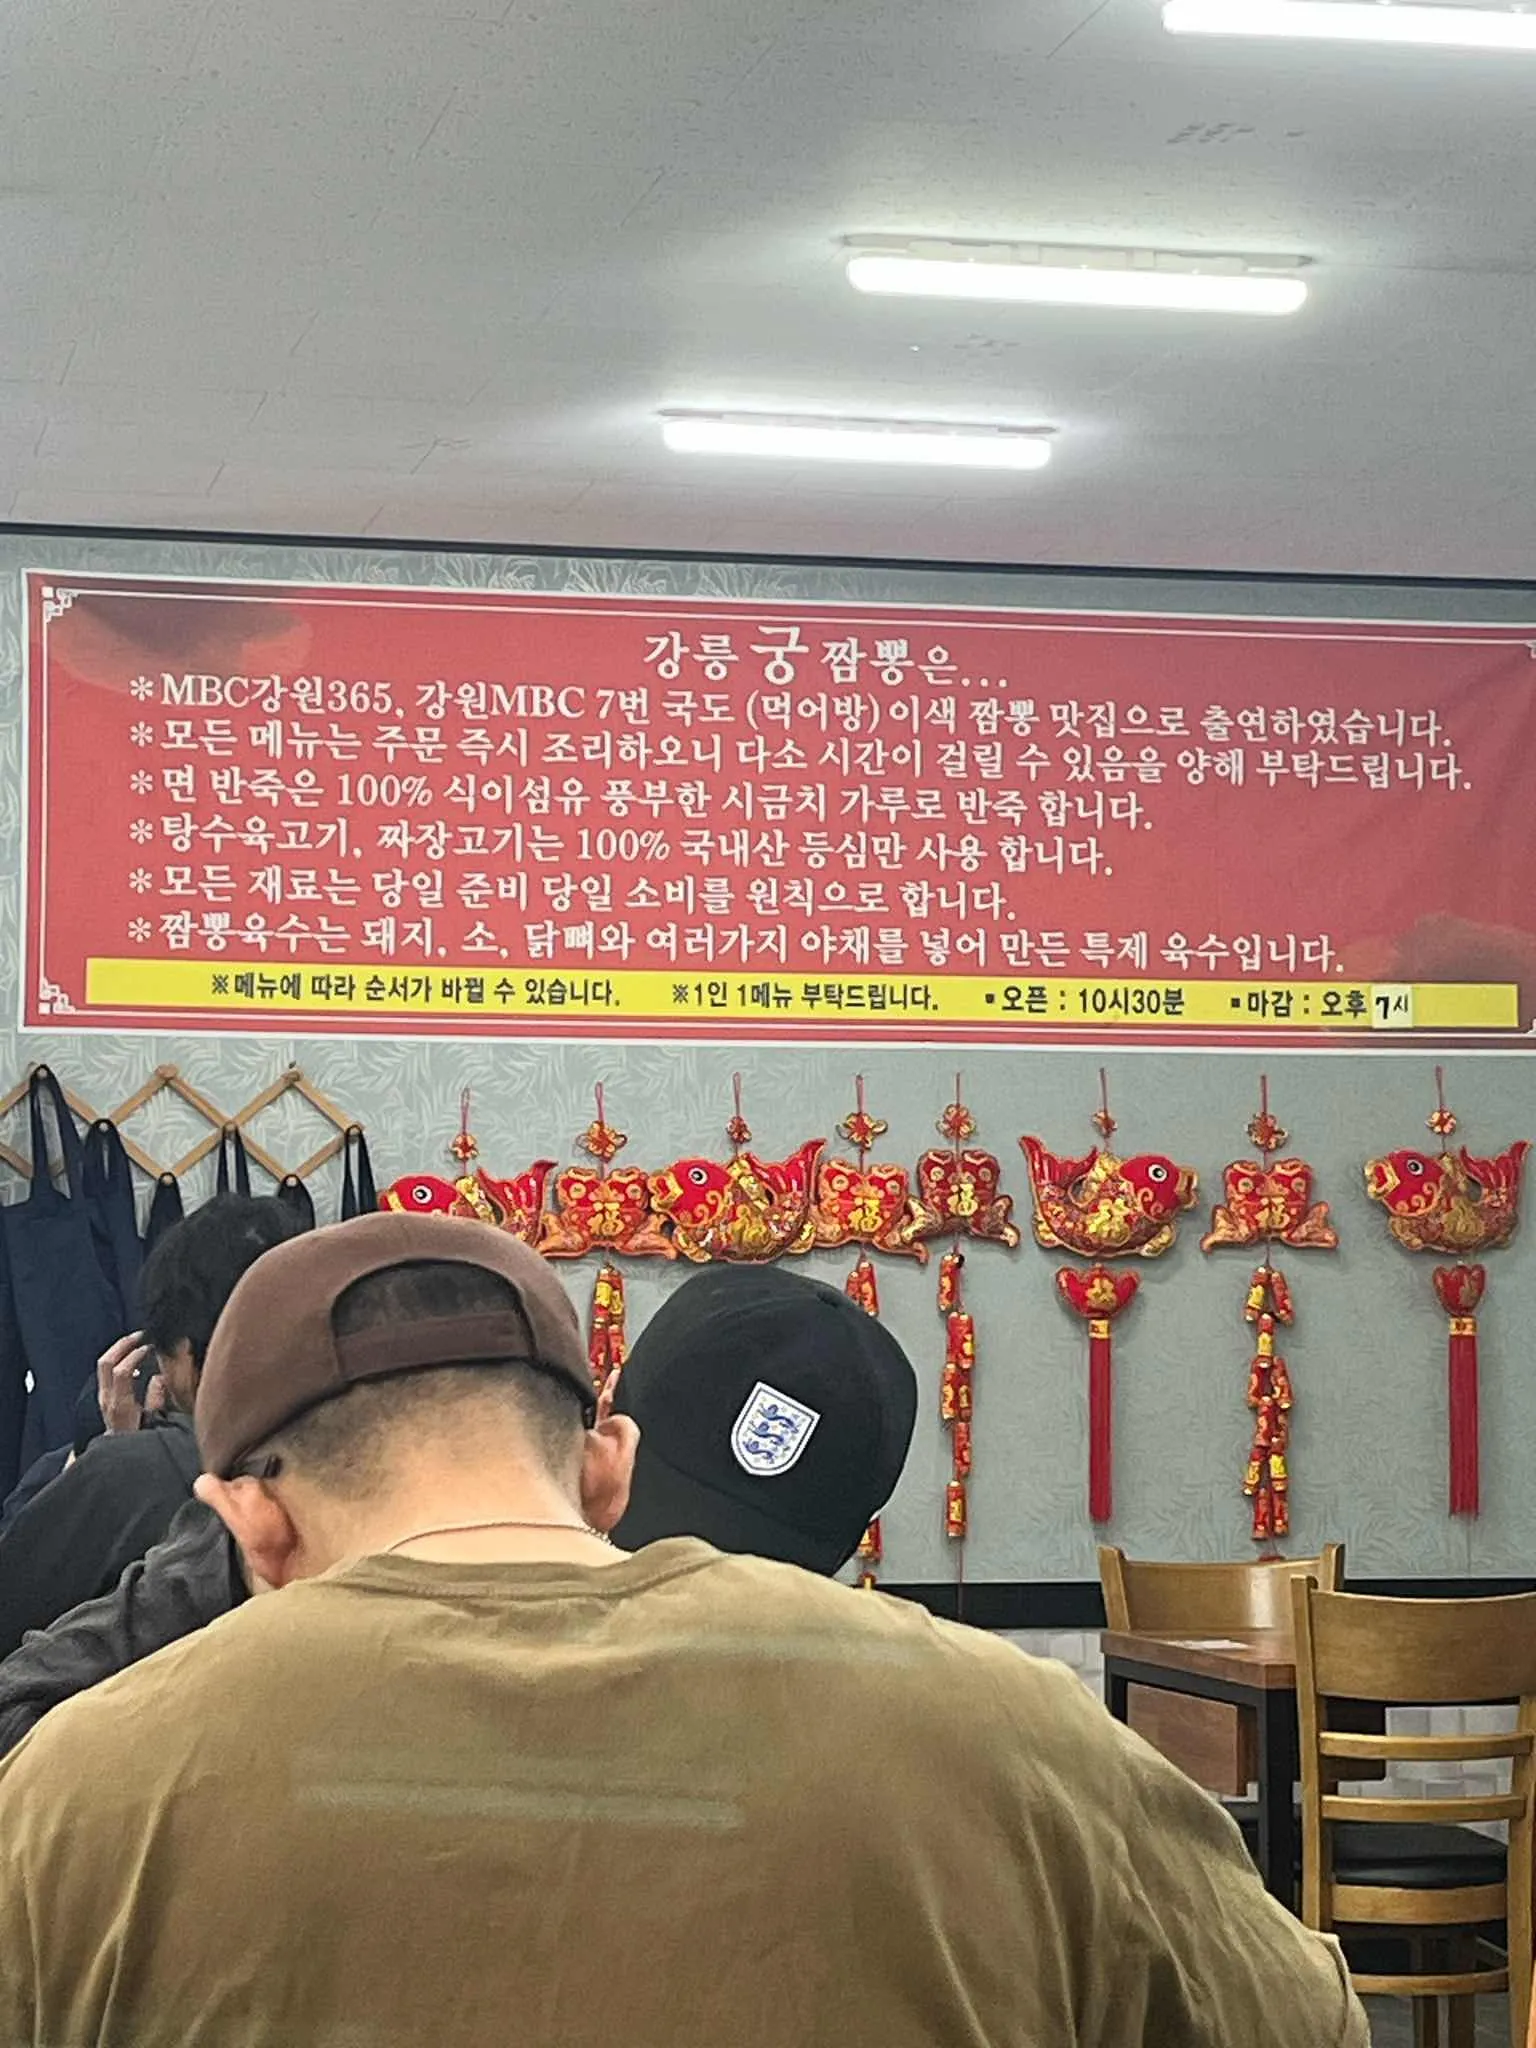 강릉 궁 짬뽕은...
*MBC강원365, 강원MBC 7번 국도 (먹어방) 이색 짬뽕 맛집으로 출연하였습니다.
*모든 메뉴는 주문 즉시 조리하오니 다소 시간이 걸릴 수 있음을 양해 부탁드립니다.
*면 반죽은 100% 식이섬유 풍부한 시금치 가루로 반죽 합니다.
*탕수육고기, 짜장고기는 100% 국내산 등심만 사용 합니다.
*모든 재료는 당일 준비 당일 소비를 원칙으로 합니다.
*짬뽕육수는 돼지, 소, 닭뼈와 여러가지 야채를 넣어 만든 특제 육수입니다.
※메뉴에 따라 순서가 바뀔 수 있습니다. ※1인 1메뉴 부탁드립니다. ▪오픈 : 10시30분 ▪마감 : 오후 7시
福 福 福 福